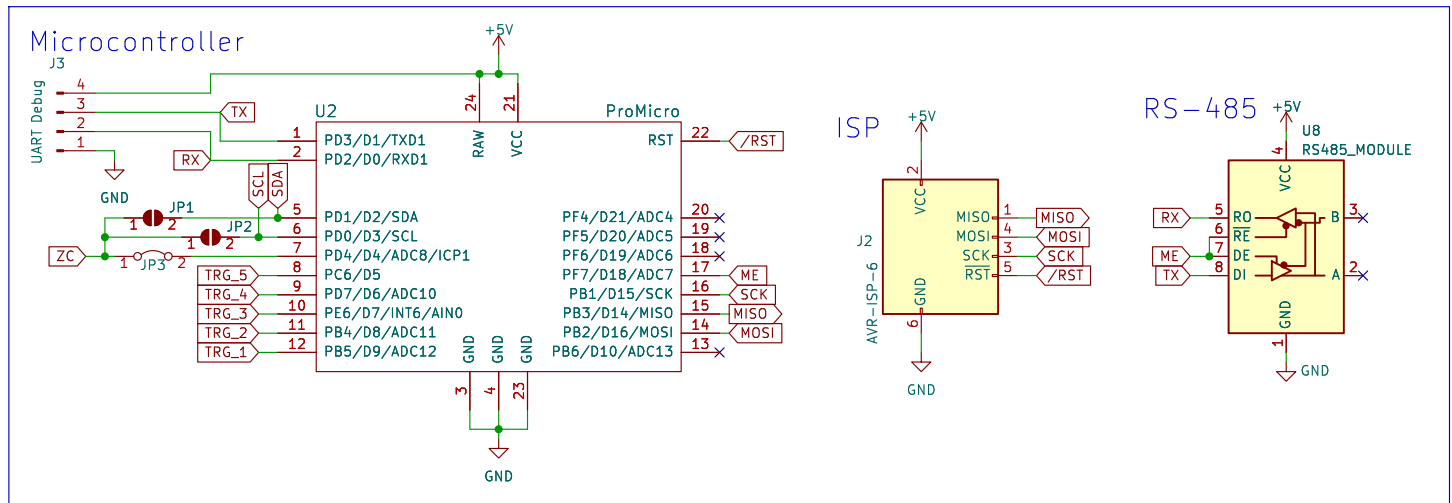 Microcontroller
J3
UART Debug
4
3
2
1
GND
TX
RX
+5V
U2
ProMicro
24
21
RAW
VCC
1 PD3/D1/TXD1
2 PD2/D0/RXD1
SCL
SDA
5 PD1/D2/SDA
6 PD0/D3/SCL
7 PD4/D4/ADC8/ICP1
8 PC6/D5
9 PD7/D6/ADC10
10 PE6/D7/INT6/AIN0
11 PB4/D8/ADC11
12 PB5/D9/ADC12
JP1
1 2
JP2
1 2
ZC
1 JP3 2
TRG_5
TRG_4
TRG_3
TRG_2
TRG_1
RST 22 /RST
PF4/D21/ADC4 20
PF5/D20/ADC5 19
PF6/D19/ADC6 18
PF7/D18/ADC7 17 ME
PB1/D15/SCK 16 SCK
PB3/D14/MISO 15 MISO
PB2/D16/MOSI 14 MOSI
PB6/D10/ADC13 13
GND GND GND
3 4 23
GND
ISP
+5V
2
VCC
MISO 1 MISO
MOSI 4 MOSI
SCK 3 SCK
RST 5 /RST
J2
AVR-ISP-6
GND
6
GND
RS-485
+5V
U8
RS485_MODULE
4
VCC
RX 5 RO
6 RE
ME 7 DE
TX 8 DI
B 3
A 2
GND
1
GND